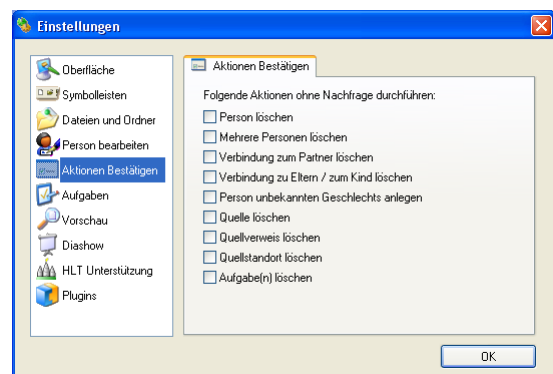 Einstellungen
Oberfläche
Symbolleisten
Dateien und Ordner
Person bearbeiten
Aktionen Bestätigen
Aufgaben
Vorschau
Diashow
HLT Unterstützung
Plugins
Aktionen Bestätigen
Folgende Aktionen ohne Nachfrage durchführen:
Person löschen
Mehrere Personen löschen
Verbindung zum Partner löschen
Verbindung zu Eltern / zum Kind löschen
Person unbekannten Geschlechts anlegen
Quelle löschen
Quellverweis löschen
Quellstandort löschen
Aufgabe(n) löschen
OK